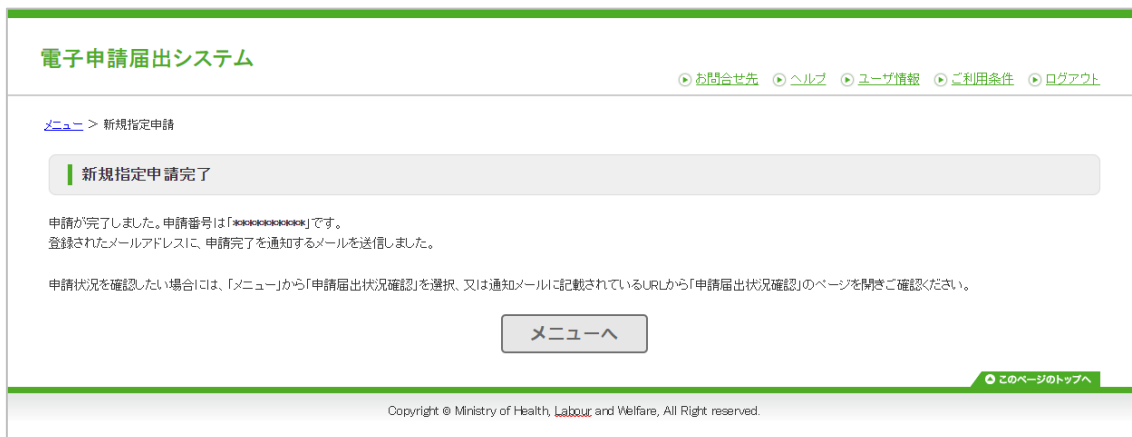 電子申請届出システム
お問合せ先 ヘルプ ユーザ情報 ご利用条件 ログアウト
メニュー > 新規指定申請
新規指定申請完了
申請が完了しました。申請番号は「***********」です。
登録されたメールアドレスに、申請完了を通知するメールを送信しました。
申請状況を確認したい場合には、「メニュー」から「申請届出状況確認」を選択、又は通知メールに記載されているURLから「申請届出状況確認」のページを開きご確認ください。
メニューへ
このページのトップへ
Copyright © Ministry of Health, Labour and Welfare, All Right reserved.